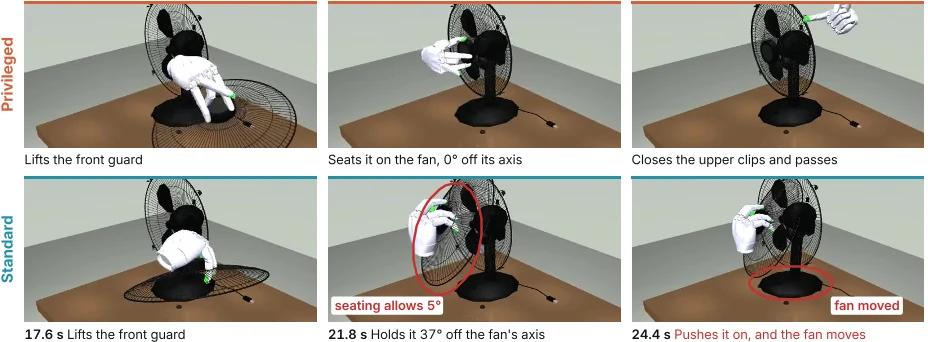 Privileged
Lifts the front guard
Seats it on the fan, 0° off its axis
Closes the upper clips and passes
Standard
seating allows 5°
fan moved
17.6 s Lifts the front guard
21.8 s Holds it 37° off the fan's axis
24.4 s Pushes it on, and the fan moves